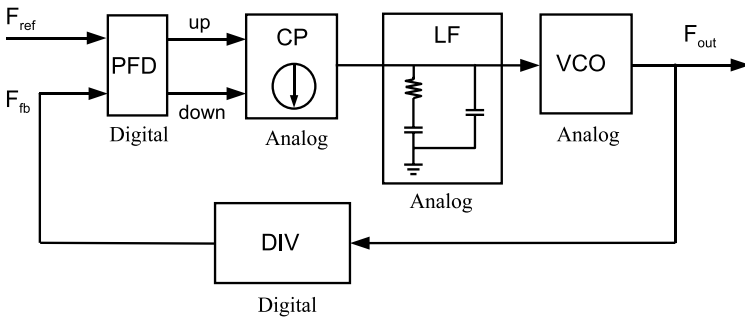 F_ref
up
CP
LF
F_out
PFD
VCO
F_fb
down
Digital
Analog
Analog
Analog
DIV
Digital